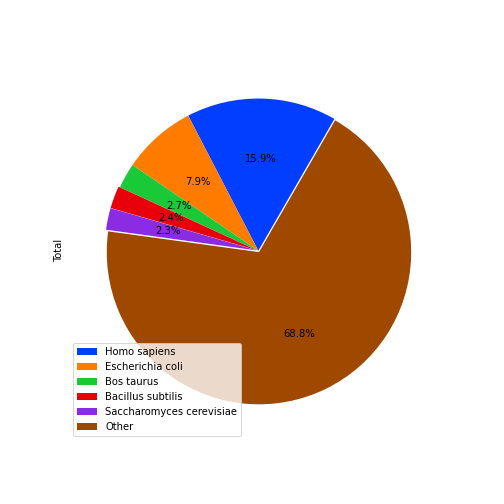 15.9%
7.9%
2.7%
2.4%
2.3%
Total
68.8%
Homo sapiens
Escherichia coli
Bos taurus
Bacillus subtilis
Saccharomyces cerevisiae
Other